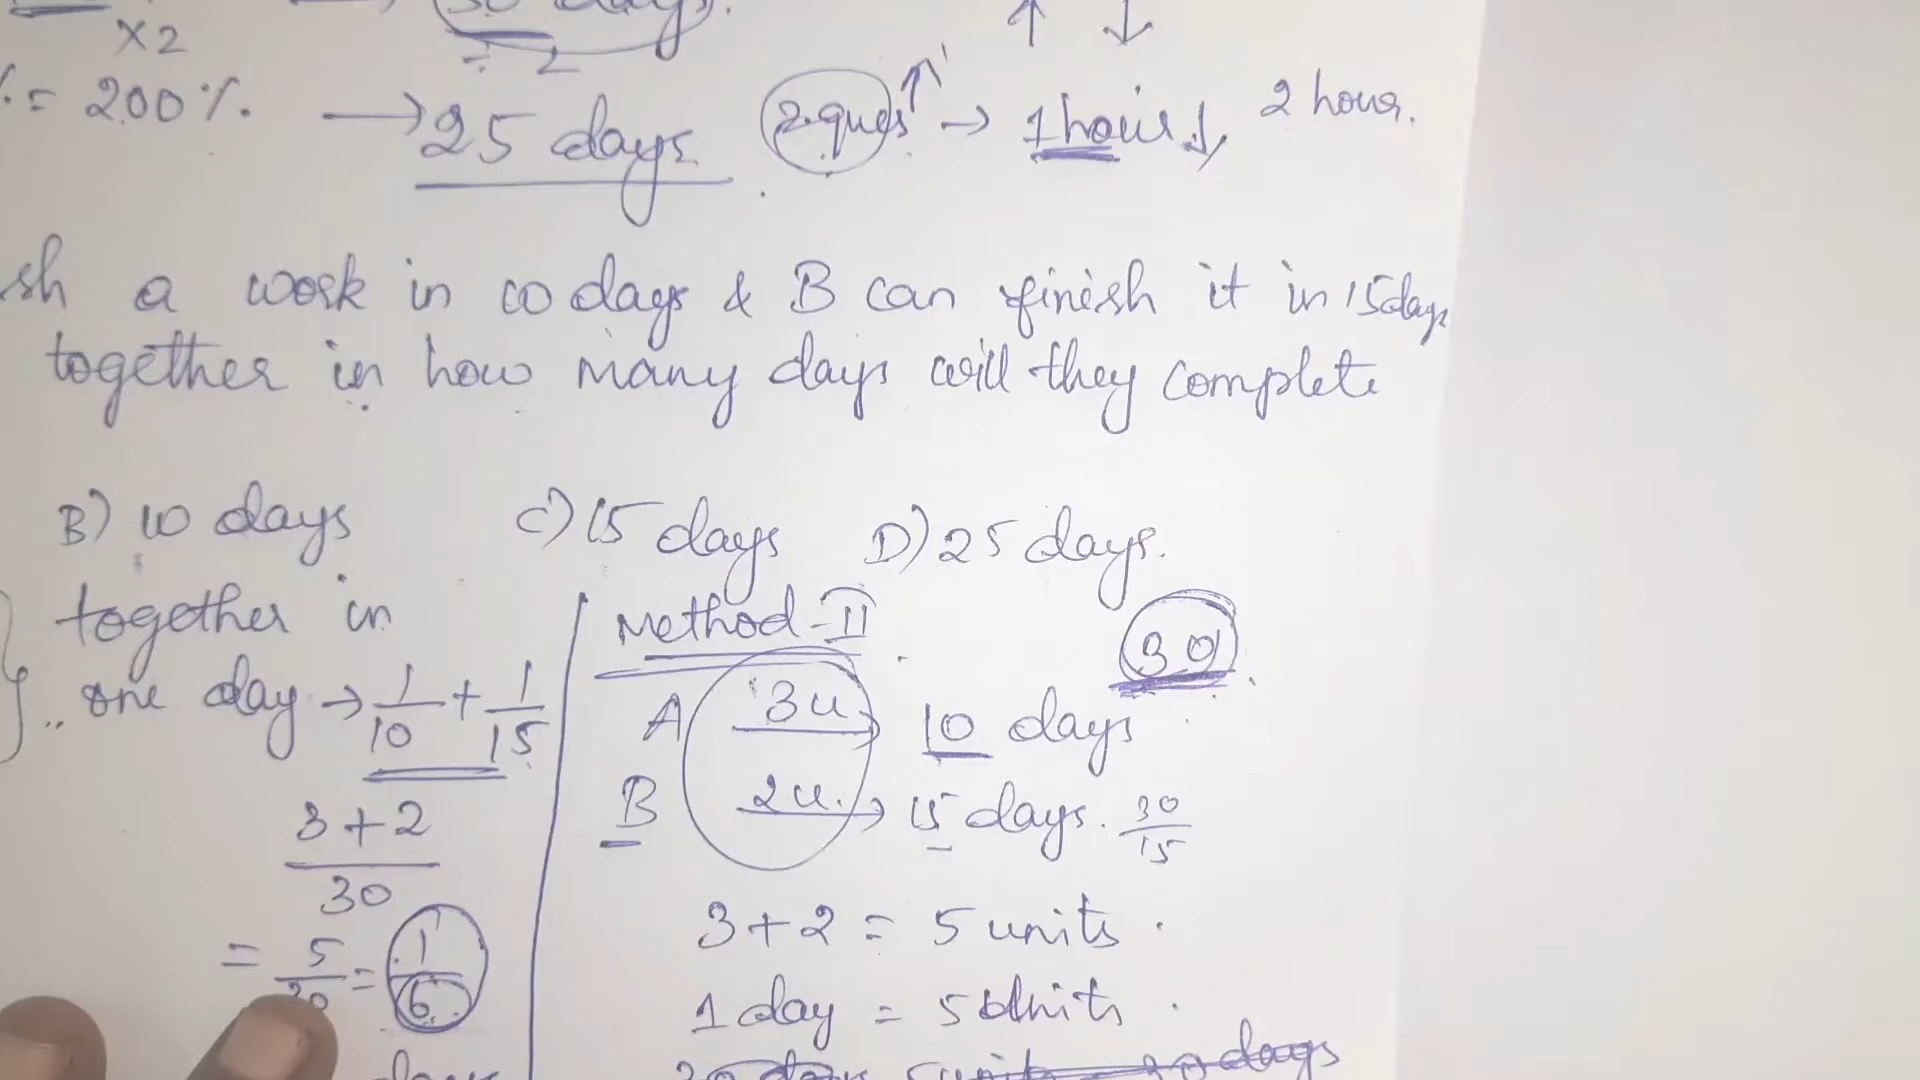 ×2
÷ 2
= 200%. → 25 days 2 ques ↑ → 1 hour ↓ 2 hour.
sh a work in 10 days & B can finish it in 15 days
together in how many days will they complete
B) 10 days C) 15 days D) 25 days.
together in
one day → 1/10 + 1/15
3+2
30
= 5/30 = 1/6
Method-II
30
A 3u → 10 days
B 2u. → 15 days. 30/15
3+2 = 5 units.
1 day = 5 units.